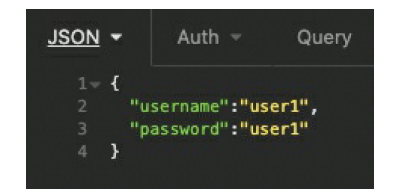 JSON Auth Query
1 {
2 "username":"user1",
3 "password":"user1"
4 }